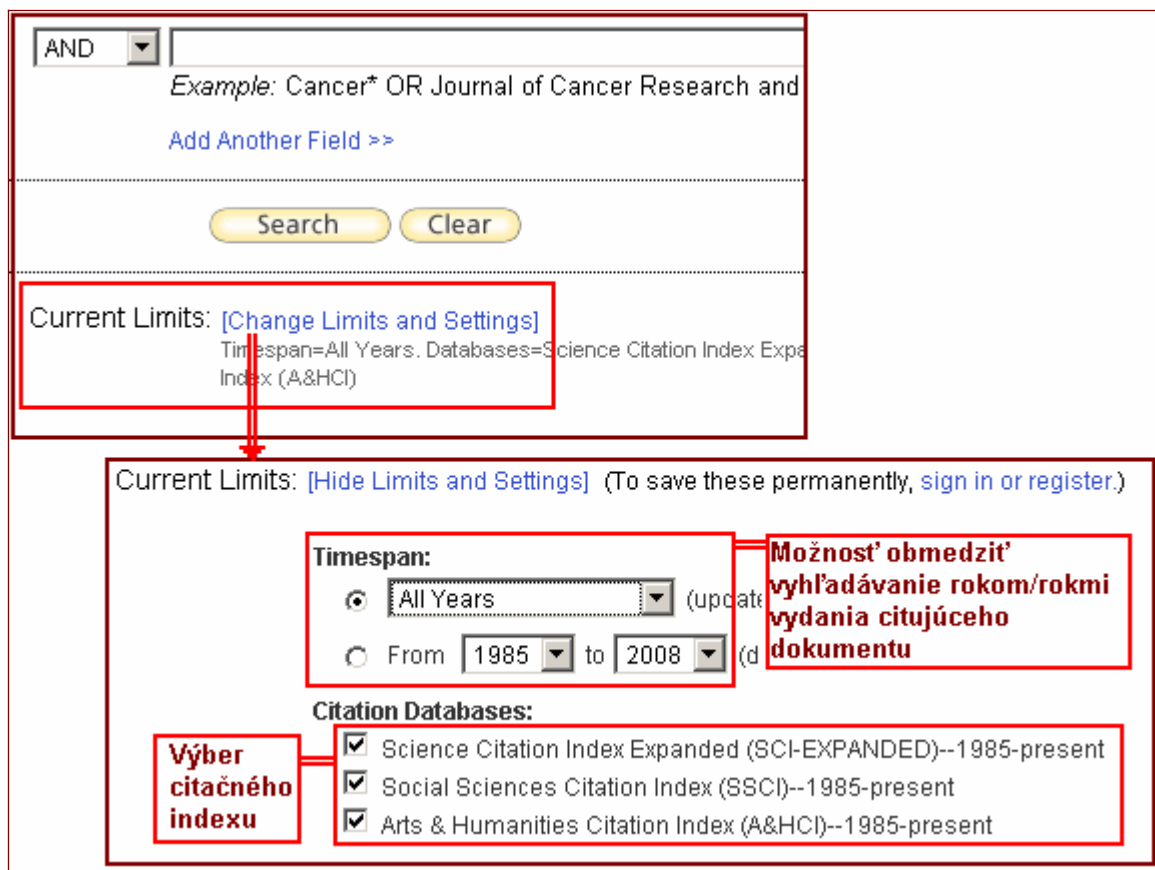 AND
Example: Cancer* OR Journal of Cancer Research and
Add Another Field >>
Search Clear
Current Limits: [Change Limits and Settings]
Timespan=All Years. Databases=Science Citation Index Expa
Index (A&HCI)
Current Limits: [Hide Limits and Settings] (To save these permanently, sign in or register.)
Timespan:
All Years (update
From 1985 to 2008 (d
Možnosť obmedziť
vyhľadávanie rokom/rokmi
vydania citujúceho
dokumentu
Citation Databases:
Výber
citačného
indexu
Science Citation Index Expanded (SCI-EXPANDED)--1985-present
Social Sciences Citation Index (SSCI)--1985-present
Arts & Humanities Citation Index (A&HCI)--1985-present